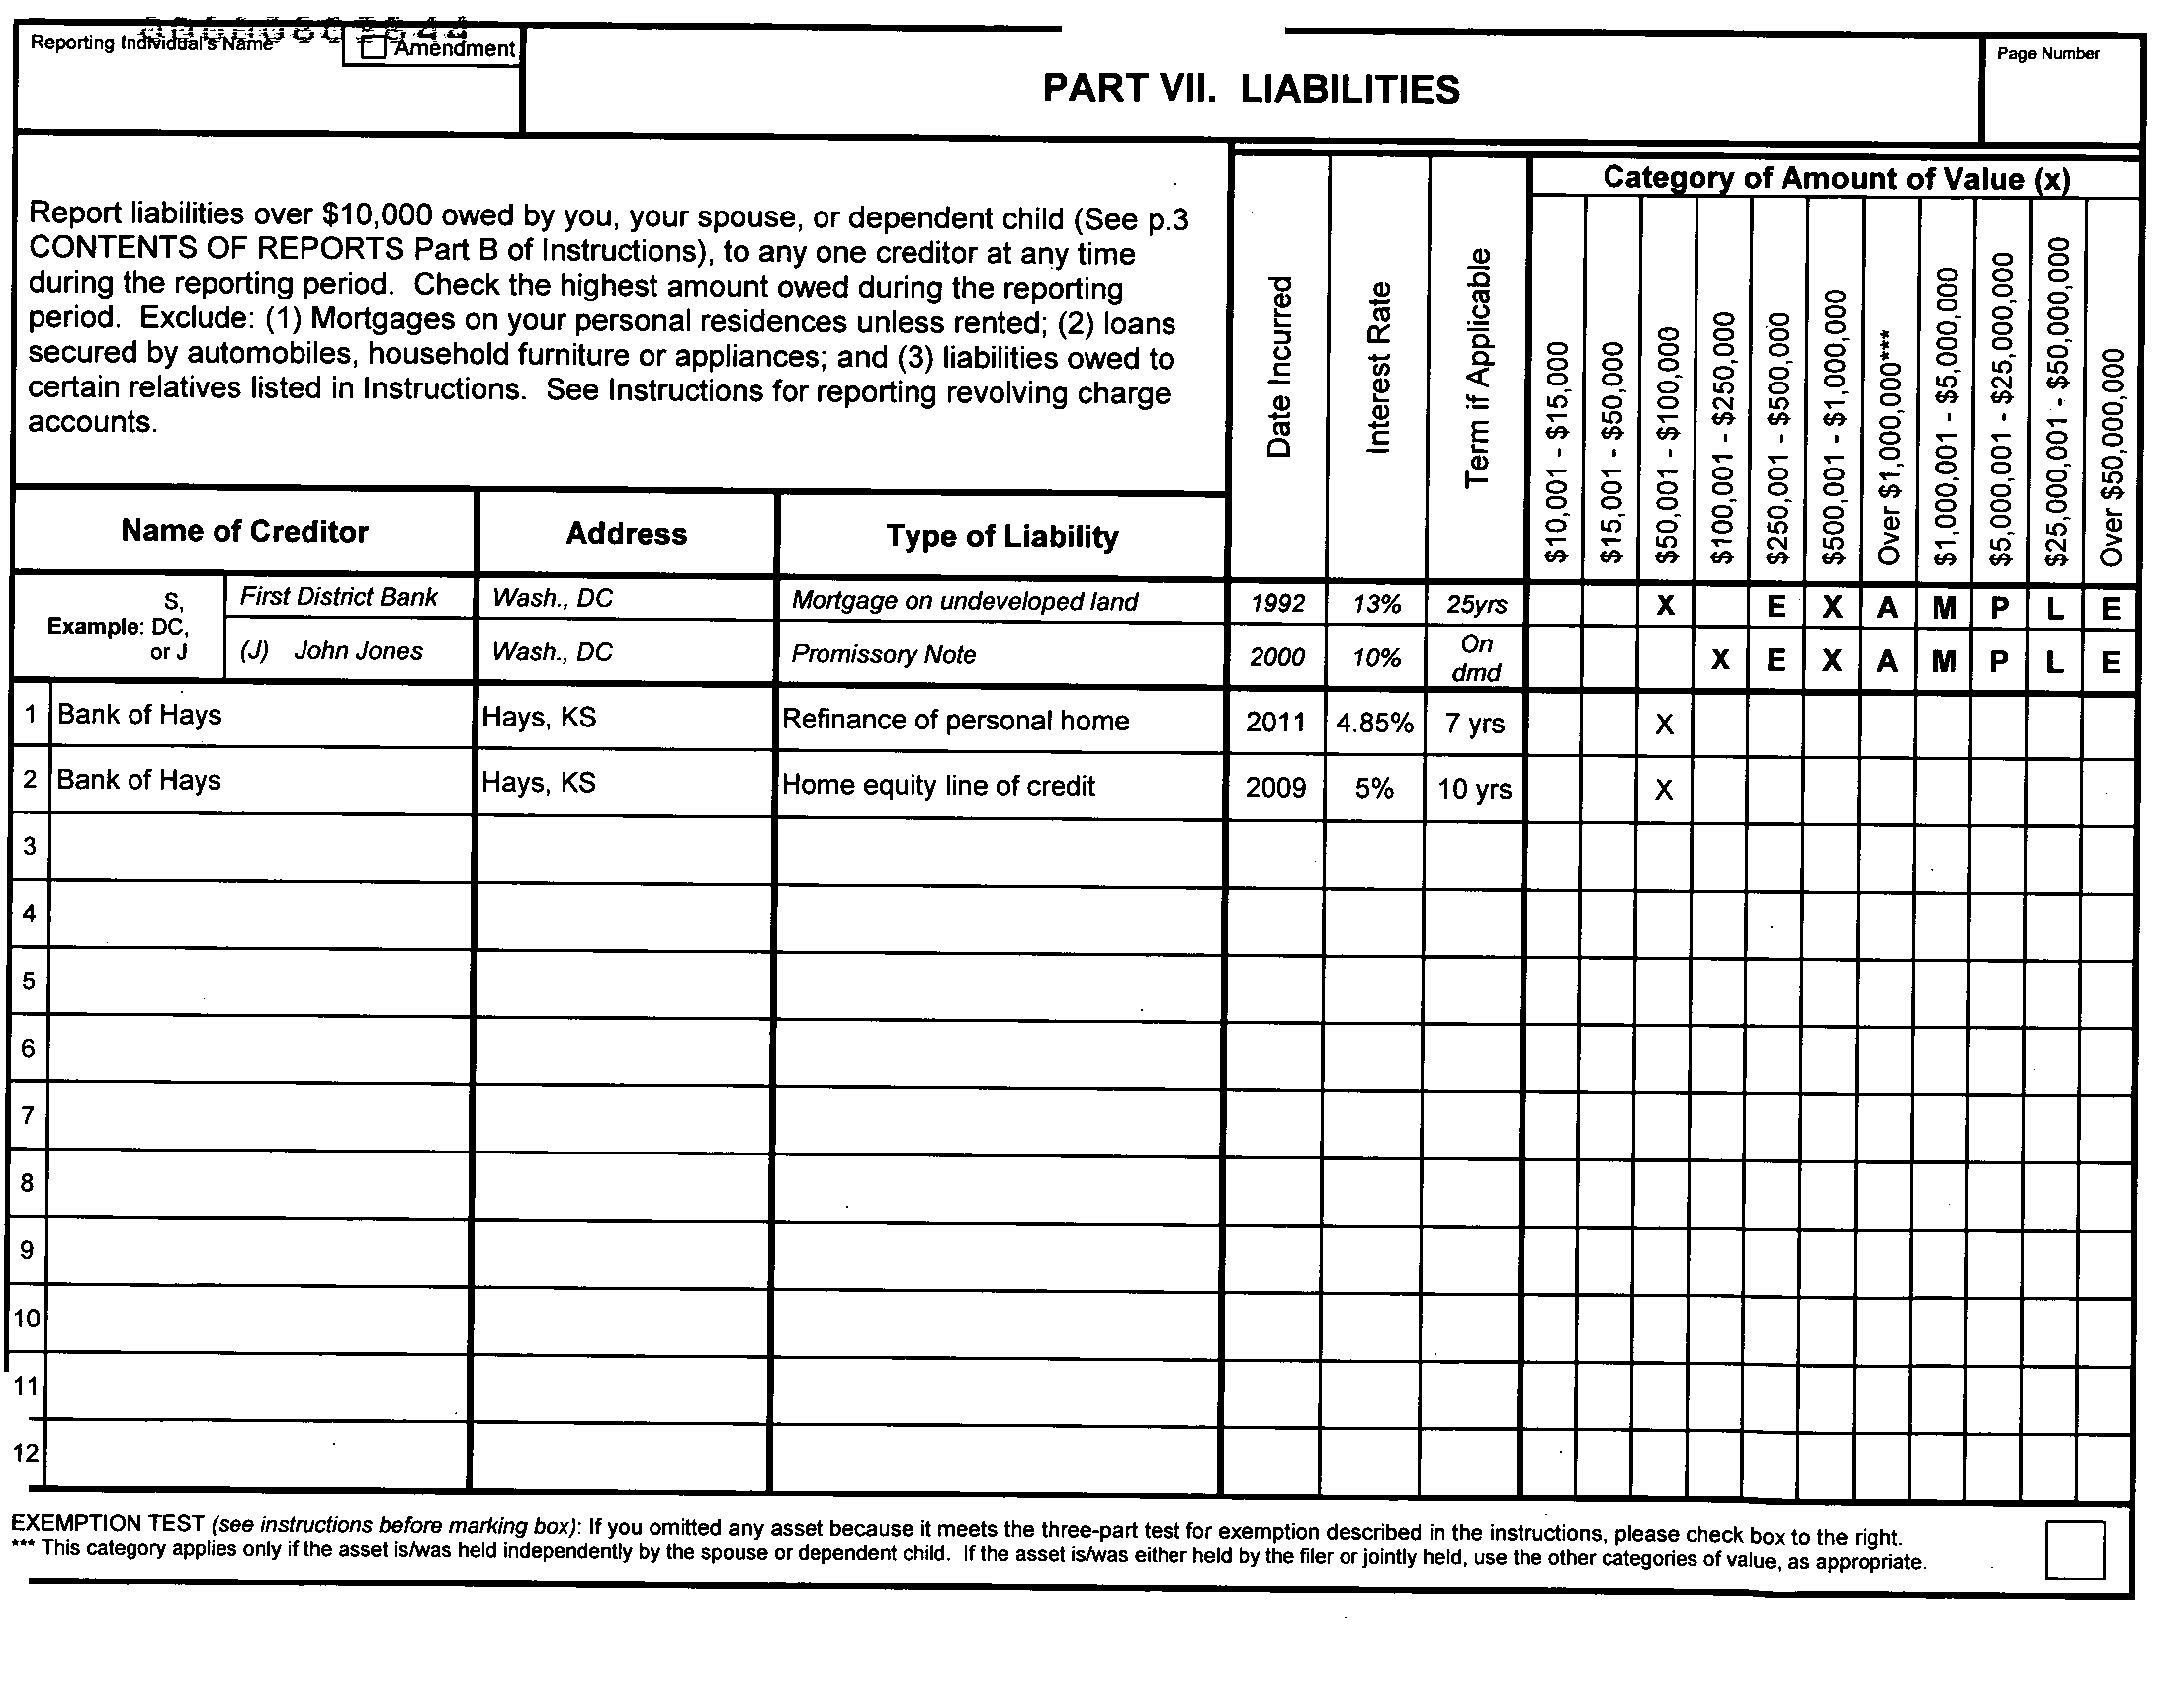 Reporting Individual's Name
Amendment
PART VII. LIABILITIES
Page Number
Report liabilities over $10,000 owed by you, your spouse, or dependent child (See p.3
CONTENTS OF REPORTS Part B of Instructions), to any one creditor at any time
during the reporting period. Check the highest amount owed during the reporting
period. Exclude: (1) Mortgages on your personal residences unless rented; (2) loans
secured by automobiles, household furniture or appliances; and (3) liabilities owed to
certain relatives listed in Instructions. See Instructions for reporting revolving charge
accounts.
Date Incurred
Interest Rate
Term if Applicable
Category of Amount of Value (x)
$10,001 - $15,000
$15,001 - $50,000
$50,001 - $100,000
$100,001 - $250,000
$250,001 - $500,000
$500,001 - $1,000,000
Over $1,000,000***
$1,000,001 - $5,000,000
$5,000,001 - $25,000,000
$25,000,001 - $50,000,000
Over $50,000,000
Name of Creditor Address Type of Liability
Example: S, DC, or J
First District Bank Wash., DC Mortgage on undeveloped land 1992 13% 25yrs X E X A M P L E
(J) John Jones Wash., DC Promissory Note 2000 10% On dmd X E X A M P L E
1 Bank of Hays Hays, KS Refinance of personal home 2011 4.85% 7 yrs X
2 Bank of Hays Hays, KS Home equity line of credit 2009 5% 10 yrs X
3
4
5
6
7
8
9
10
11
12
EXEMPTION TEST (see instructions before marking box): If you omitted any asset because it meets the three-part test for exemption described in the instructions, please check box to the right.
*** This category applies only if the asset is/was held independently by the spouse or dependent child. If the asset is/was either held by the filer or jointly held, use the other categories of value, as appropriate.